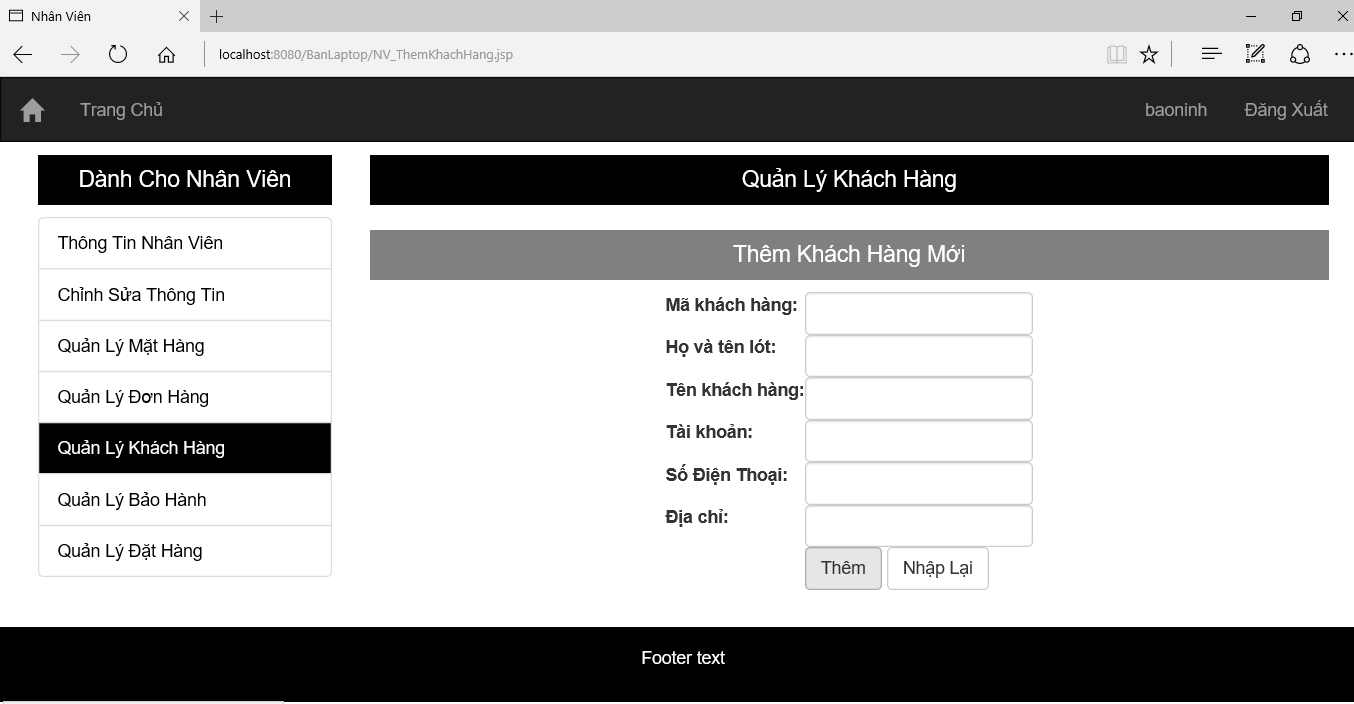 Nhân Viên
localhost:8080/BanLaptop/NV_ThemKhachHang.jsp
Trang Chủ
baoninh
Đăng Xuất
Dành Cho Nhân Viên
Thông Tin Nhân Viên
Chỉnh Sửa Thông Tin
Quản Lý Mặt Hàng
Quản Lý Đơn Hàng
Quản Lý Khách Hàng
Quản Lý Bảo Hành
Quản Lý Đặt Hàng
Quản Lý Khách Hàng
Thêm Khách Hàng Mới
Mã khách hàng:
Họ và tên lót:
Tên khách hàng:
Tài khoản:
Số Điện Thoại:
Địa chỉ:
Thêm
Nhập Lại
Footer text